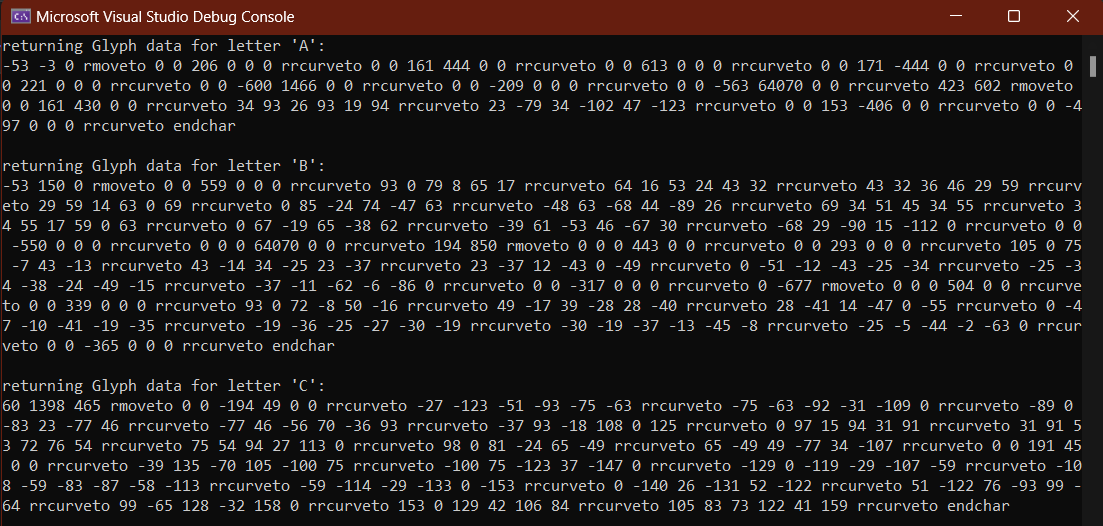 Microsoft Visual Studio Debug Console
returning Glyph data for letter 'A':
-53 -3 0 rmoveto 0 0 206 0 0 0 rrcurveto 0 0 161 444 0 0 rrcurveto 0 0 613 0 0 0 rrcurveto 0 0 171 -444 0 0 rrcurveto 0
0 221 0 0 0 rrcurveto 0 0 -600 1466 0 0 rrcurveto 0 0 -209 0 0 0 rrcurveto 0 0 -563 64070 0 0 rrcurveto 423 602 rmoveto
0 0 161 430 0 0 rrcurveto 34 93 26 93 19 94 rrcurveto 23 -79 34 -102 47 -123 rrcurveto 0 0 153 -406 0 0 rrcurveto 0 0 -4
97 0 0 0 rrcurveto endchar
returning Glyph data for letter 'B':
-53 150 0 rmoveto 0 0 559 0 0 0 rrcurveto 93 0 79 8 65 17 rrcurveto 64 16 53 24 43 32 rrcurveto 43 32 36 46 29 59 rrcurv
eto 29 59 14 63 0 69 rrcurveto 0 85 -24 74 -47 63 rrcurveto -48 63 -68 44 -89 26 rrcurveto 69 34 51 45 34 55 rrcurveto 3
4 55 17 59 0 63 rrcurveto 0 67 -19 65 -38 62 rrcurveto -39 61 -53 46 -67 30 rrcurveto -68 29 -90 15 -112 0 rrcurveto 0 0
-550 0 0 0 rrcurveto 0 0 0 64070 0 0 rrcurveto 194 850 rmoveto 0 0 0 443 0 0 rrcurveto 0 0 293 0 0 0 rrcurveto 105 0 75
-7 43 -13 rrcurveto 43 -14 34 -25 23 -37 rrcurveto 23 -37 12 -43 0 -49 rrcurveto 0 -51 -12 -43 -25 -34 rrcurveto -25 -3
4 -38 -24 -49 -15 rrcurveto -37 -11 -62 -6 -86 0 rrcurveto 0 0 -317 0 0 0 rrcurveto 0 -677 rmoveto 0 0 0 504 0 0 rrcurve
to 0 0 339 0 0 0 rrcurveto 93 0 72 -8 50 -16 rrcurveto 49 -17 39 -28 28 -40 rrcurveto 28 -41 14 -47 0 -55 rrcurveto 0 -4
7 -10 -41 -19 -35 rrcurveto -19 -36 -25 -27 -30 -19 rrcurveto -30 -19 -37 -13 -45 -8 rrcurveto -25 -5 -44 -2 -63 0 rrcur
veto 0 0 -365 0 0 0 rrcurveto endchar
returning Glyph data for letter 'C':
60 1398 465 rmoveto 0 0 -194 49 0 0 rrcurveto -27 -123 -51 -93 -75 -63 rrcurveto -75 -63 -92 -31 -109 0 rrcurveto -89 0
-83 23 -77 46 rrcurveto -77 46 -56 70 -36 93 rrcurveto -37 93 -18 108 0 125 rrcurveto 0 97 15 94 31 91 rrcurveto 31 91 5
3 72 76 54 rrcurveto 75 54 94 27 113 0 rrcurveto 98 0 81 -24 65 -49 rrcurveto 65 -49 49 -77 34 -107 rrcurveto 0 0 191 45
0 0 rrcurveto -39 135 -70 105 -100 75 rrcurveto -100 75 -123 37 -147 0 rrcurveto -129 0 -119 -29 -107 -59 rrcurveto -10
8 -59 -83 -87 -58 -113 rrcurveto -59 -114 -29 -133 0 -153 rrcurveto 0 -140 26 -131 52 -122 rrcurveto 51 -122 76 -93 99 -
64 rrcurveto 99 -65 128 -32 158 0 rrcurveto 153 0 129 42 106 84 rrcurveto 105 83 73 122 41 159 rrcurveto endchar